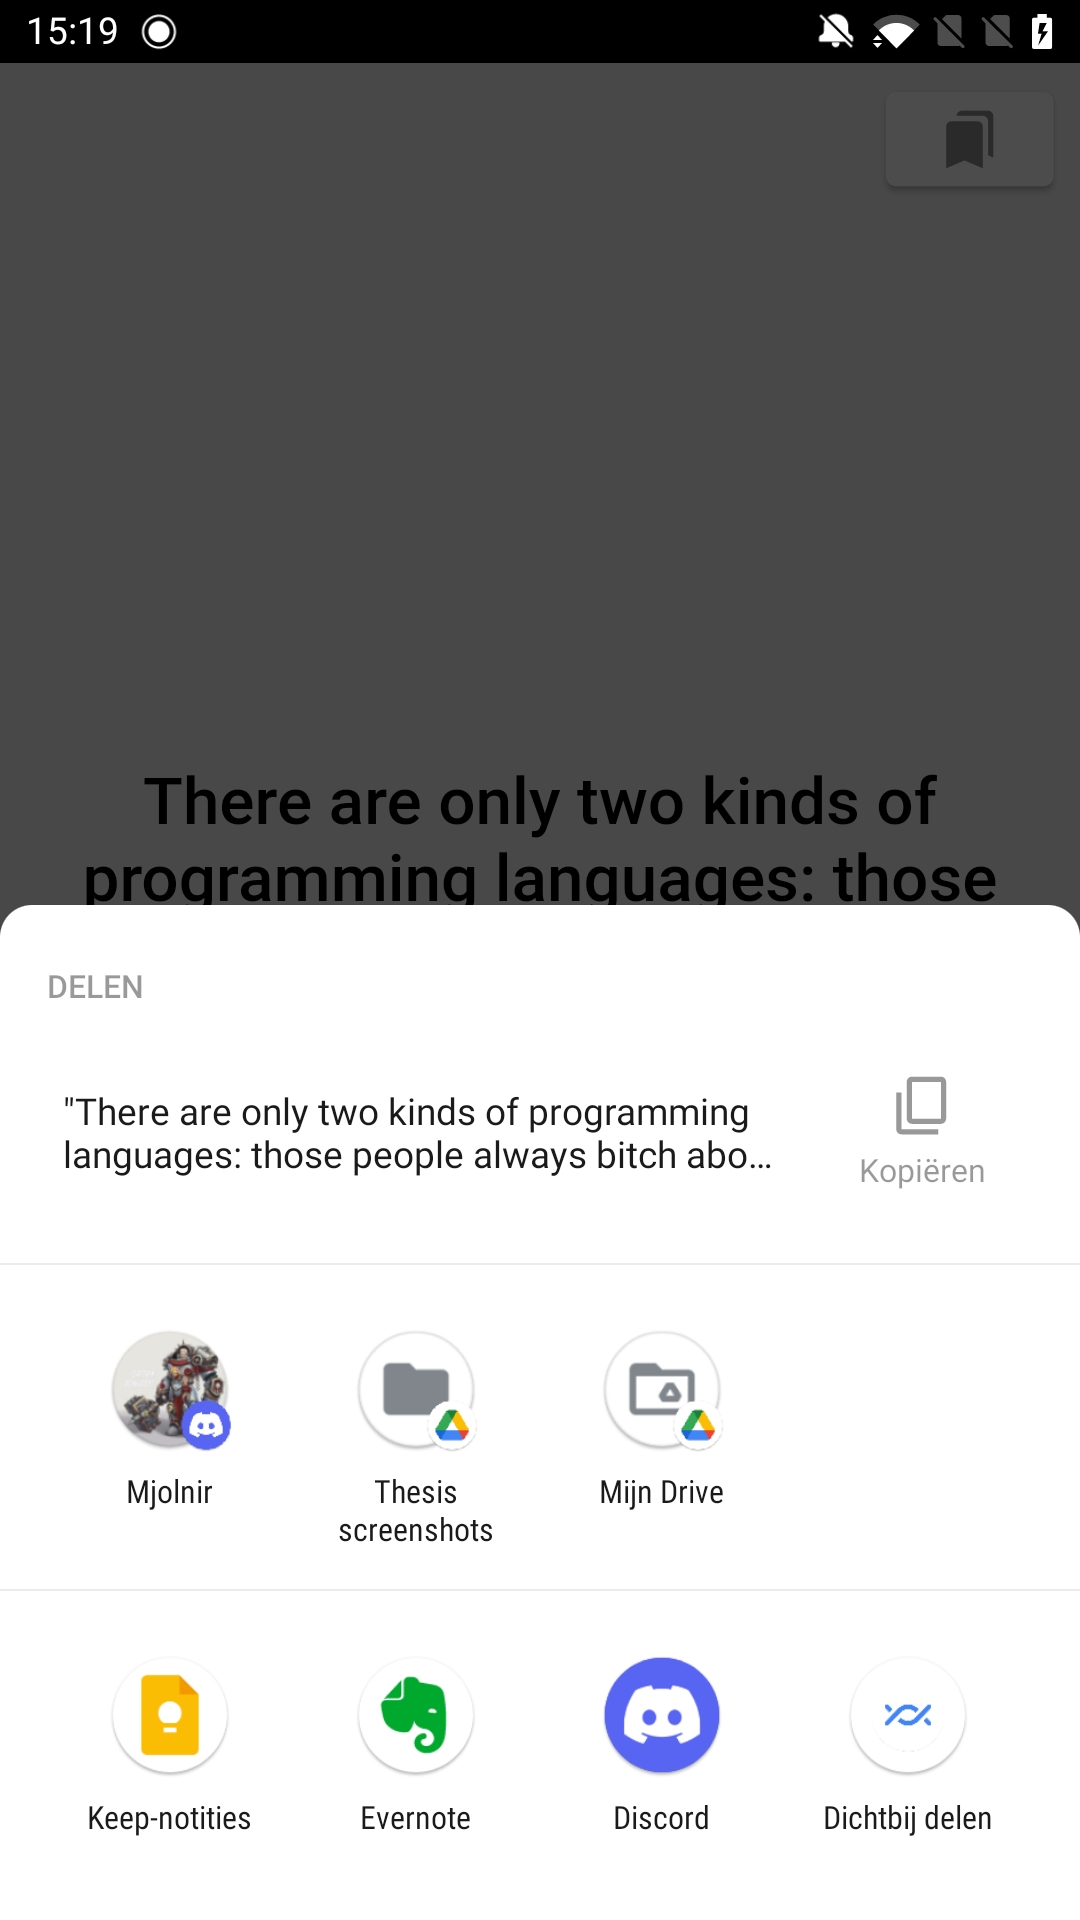 15:19
There are only two kinds of
programming languages: those
DELEN
"There are only two kinds of programming
languages: those people always bitch abo…
Kopiëren
Mjolnir
Thesis
screenshots
Mijn Drive
Keep-notities
Evernote
Discord
Dichtbij delen